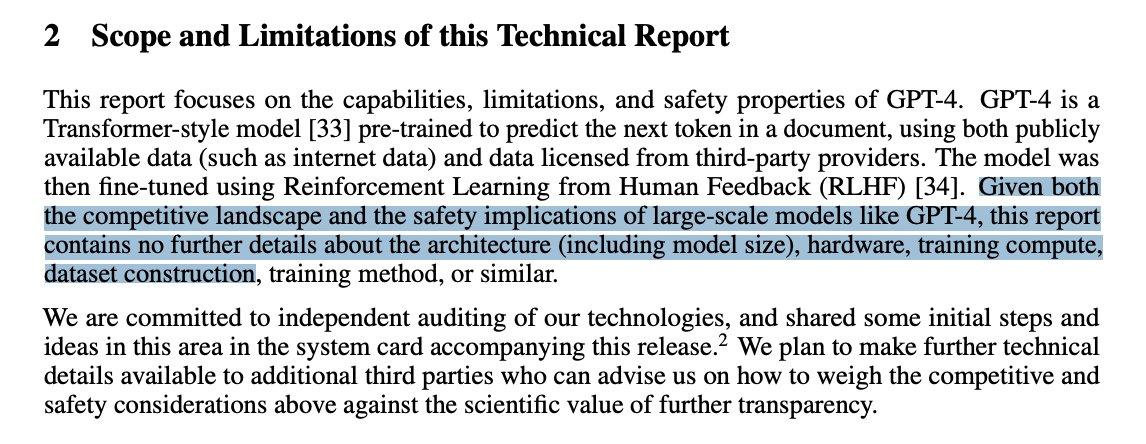 2 Scope and Limitations of this Technical Report
This report focuses on the capabilities, limitations, and safety properties of GPT-4. GPT-4 is a
Transformer-style model [33] pre-trained to predict the next token in a document, using both publicly
available data (such as internet data) and data licensed from third-party providers. The model was
then fine-tuned using Reinforcement Learning from Human Feedback (RLHF) [34]. Given both
the competitive landscape and the safety implications of large-scale models like GPT-4, this report
contains no further details about the architecture (including model size), hardware, training compute,
dataset construction, training method, or similar.
We are committed to independent auditing of our technologies, and shared some initial steps and
ideas in this area in the system card accompanying this release.2 We plan to make further technical
details available to additional third parties who can advise us on how to weigh the competitive and
safety considerations above against the scientific value of further transparency.